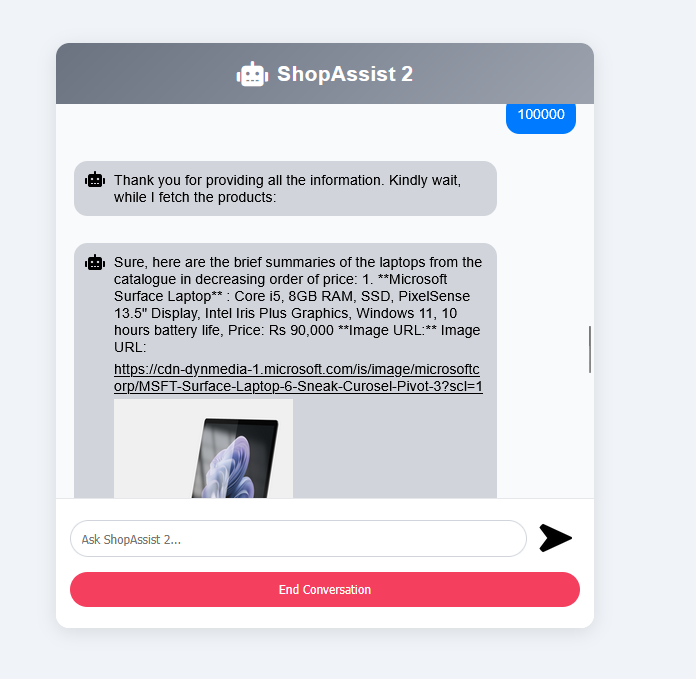 ShopAssist 2
100000
Thank you for providing all the information. Kindly wait,
while I fetch the products:
Sure, here are the brief summaries of the laptops from the
catalogue in decreasing order of price: 1. **Microsoft
Surface Laptop** : Core i5, 8GB RAM, SSD, PixelSense
13.5" Display, Intel Iris Plus Graphics, Windows 11, 10
hours battery life, Price: Rs 90,000 **Image URL:** Image
URL:
https://cdn-dynmedia-1.microsoft.com/is/image/microsoftc
orp/MSFT-Surface-Laptop-6-Sneak-Curosel-Pivot-3?scl=1
Ask ShopAssist 2...
End Conversation